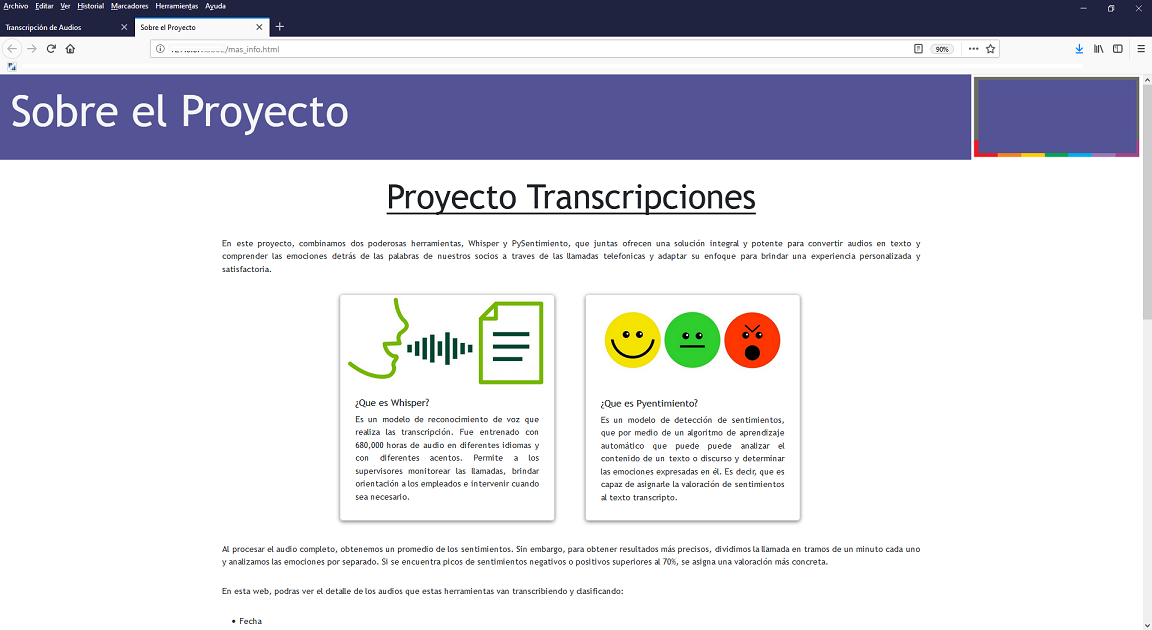 Archivo Editar Ver Historial Marcadores Herramientas Ayuda
Transcripción de Audios
Sobre el Proyecto
/mas_info.html
90%
Sobre el Proyecto
Proyecto Transcripciones
En este proyecto, combinamos dos poderosas herramientas, Whisper y PySentimiento, que juntas ofrecen una solución integral y potente para convertir audios en texto y
comprender las emociones detrás de las palabras de nuestros socios a traves de las llamadas telefonicas y adaptar su enfoque para brindar una experiencia personalizada y
satisfactoria.
¿Que es Whisper?
Es un modelo de reconocimiento de voz que
realiza las transcripción. Fue entrenado con
680,000 horas de audio en diferentes idiomas y
con diferentes acentos. Permite a los
supervisores monitorear las llamadas, brindar
orientación a los empleados e intervenir cuando
sea necesario.
¿Que es Pyentimiento?
Es un modelo de detección de sentimientos,
que por medio de un algoritmo de aprendizaje
automático que puede puede analizar el
contenido de un texto o discurso y determinar
las emociones expresadas en él. Es decir, que es
capaz de asignarle la valoración de sentimientos
al texto transcripto.
Al procesar el audio completo, obtenemos un promedio de los sentimientos. Sin embargo, para obtener resultados más precisos, dividimos la llamada en tramos de un minuto cada uno
y analizamos las emociones por separado. Si se encuentra picos de sentimientos negativos o positivos superiores al 70%, se asigna una valoración más concreta.
En esta web, podras ver el detalle de los audios que estas herramientas van transcribiendo y clasificando:
• Fecha